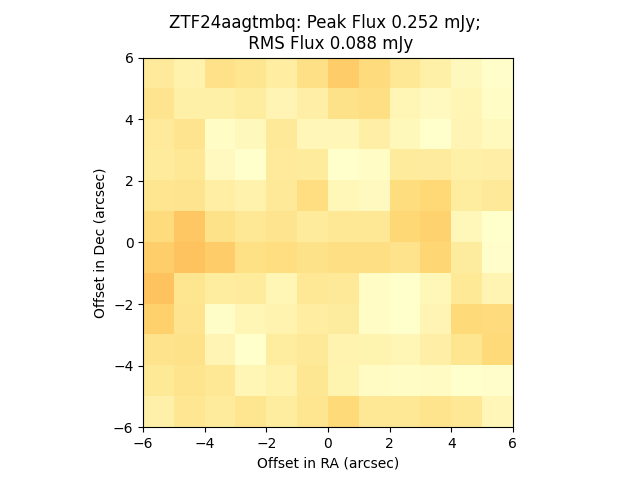 ZTF24aagtmbq: Peak Flux 0.252 mJy;
RMS Flux 0.088 mJy
6
4
2
0
−2
−4
−6
Offset in Dec (arcsec)
−6 −4 −2 0 2 4 6
Offset in RA (arcsec)